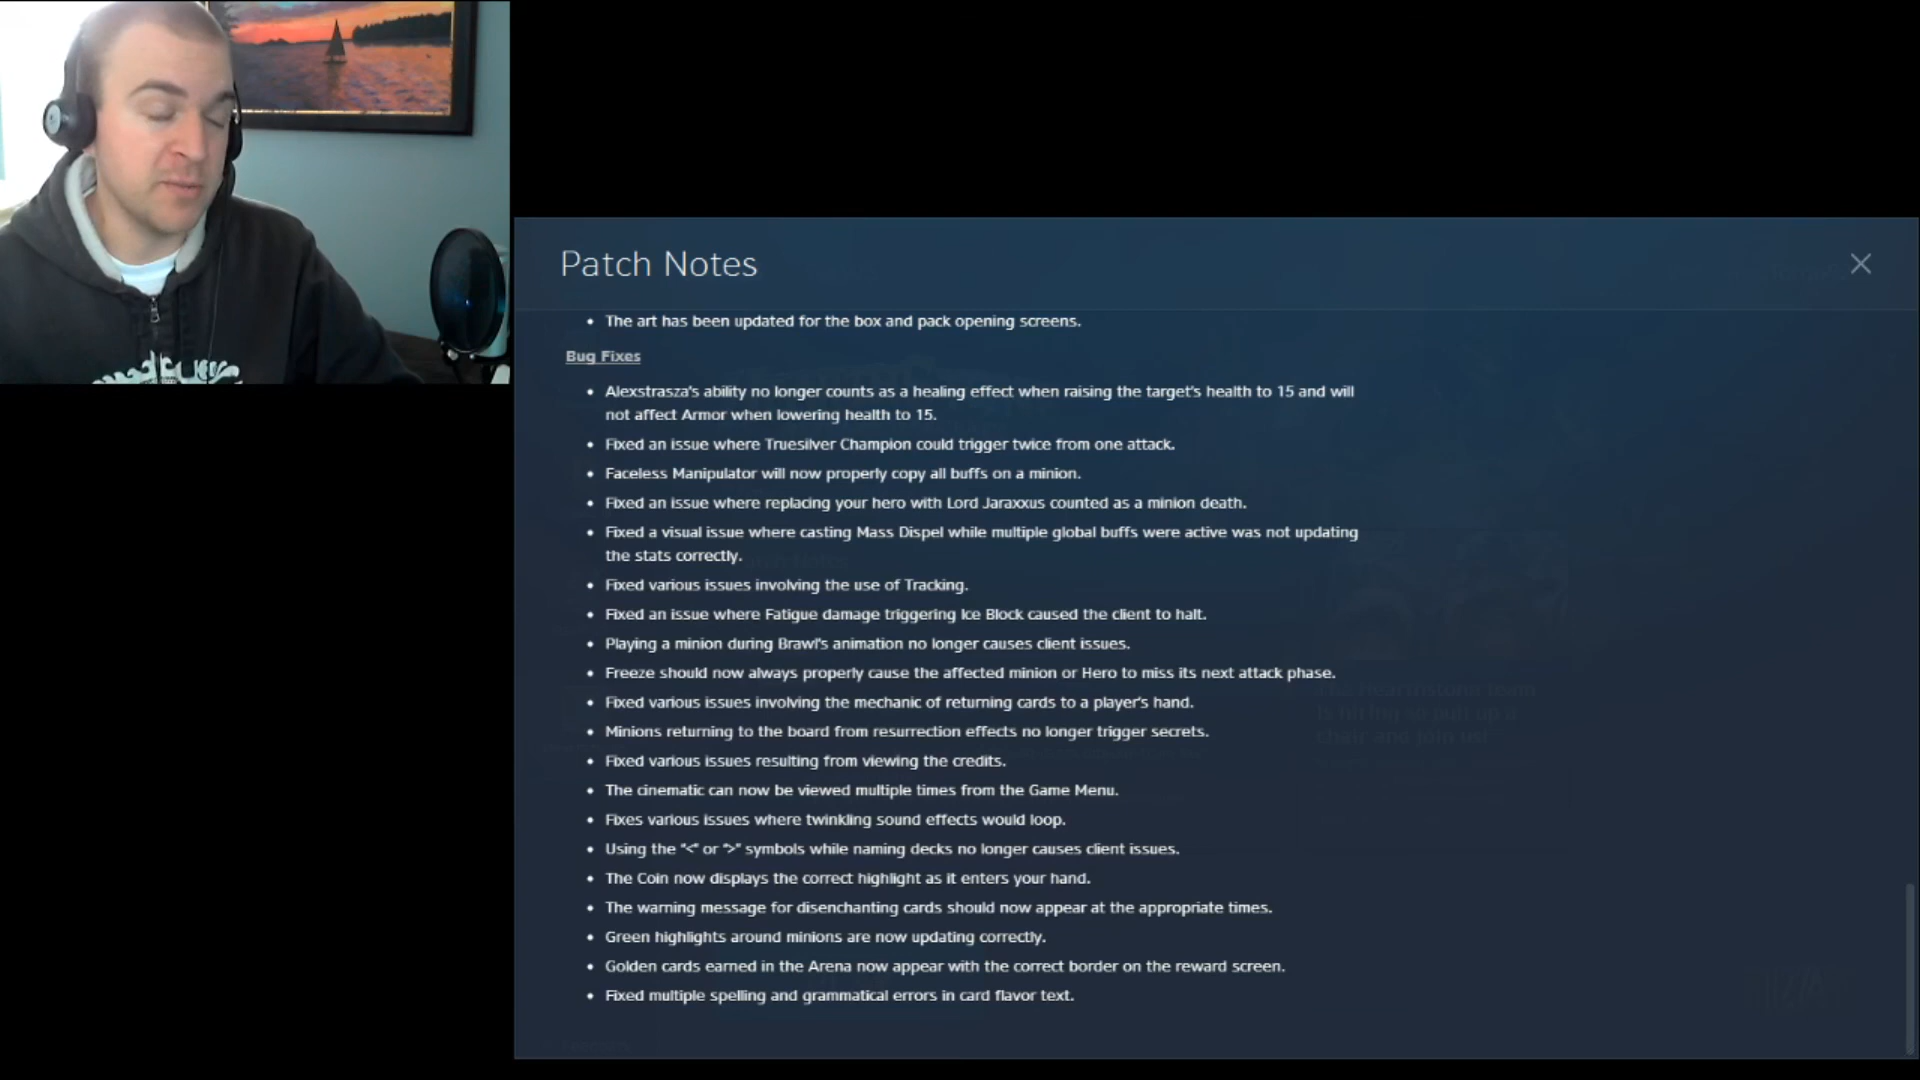 Patch Notes
• The art has been updated for the box and pack opening screens.
Bug Fixes
• Alexstrasza's ability no longer counts as a healing effect when raising the target's health to 15 and will
not affect Armor when lowering health to 15.
• Fixed an issue where Truesilver Champion could trigger twice from one attack.
• Faceless Manipulator will now properly copy all buffs on a minion.
• Fixed an issue where replacing your hero with Lord Jaraxxus counted as a minion death.
• Fixed a visual issue where casting Mass Dispel while multiple global buffs were active was not updating
the stats correctly.
• Fixed various issues involving the use of Tracking.
• Fixed an issue where Fatigue damage triggering Ice Block caused the client to halt.
• Playing a minion during Brawl's animation no longer causes client issues.
• Freeze should now always properly cause the affected minion or Hero to miss its next attack phase.
• Fixed various issues involving the mechanic of returning cards to a player's hand.
• Minions returning to the board from resurrection effects no longer trigger secrets.
• Fixed various issues resulting from viewing the credits.
• The cinematic can now be viewed multiple times from the Game Menu.
• Fixes various issues where twinkling sound effects would loop.
• Using the "<" or ">" symbols while naming decks no longer causes client issues.
• The Coin now displays the correct highlight as it enters your hand.
• The warning message for disenchanting cards should now appear at the appropriate times.
• Green highlights around minions are now updating correctly.
• Golden cards earned in the Arena now appear with the correct border on the reward screen.
• Fixed multiple spelling and grammatical errors in card flavor text.
The Hearthstone team
is hiring so pull up a
chair and join us!